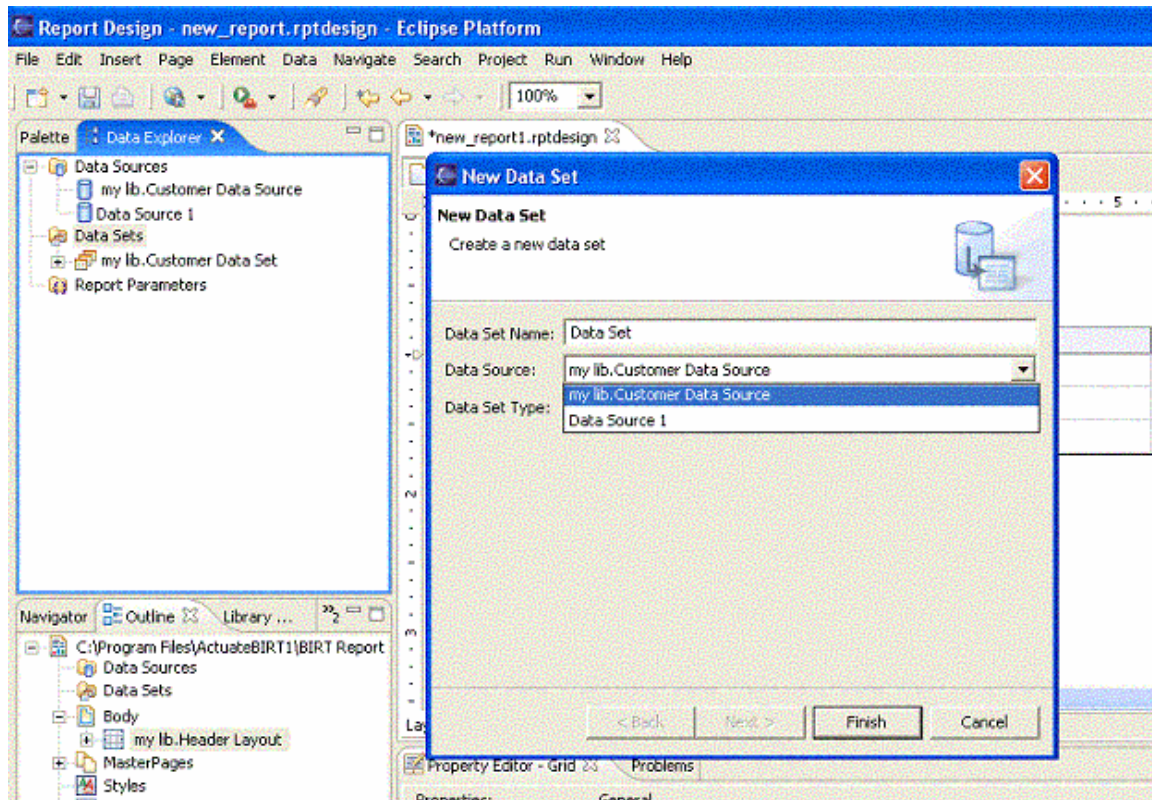 Report Design - new_report.rptdesign - Eclipse Platform
File Edit Insert Page Element Data Navigate Search Project Run Window Help
100%
Palette Data Explorer
Data Sources
my lib.Customer Data Source
Data Source 1
Data Sets
my lib.Customer Data Set
Report Parameters
*new_report1.rptdesign
5
2
3
New Data Set
New Data Set
Create a new data set
Data Set Name: Data Set
Data Source: my lib.Customer Data Source
my lib.Customer Data Source
Data Source 1
Data Set Type:
< Back Next > Finish Cancel
Navigator Outline Library ... »2
C:\Program Files\ActuateBIRT1\BIRT Report
Data Sources
Data Sets
Body
my lib.Header Layout
MasterPages
Styles
La
Property Editor - Grid Problems
Properties: General